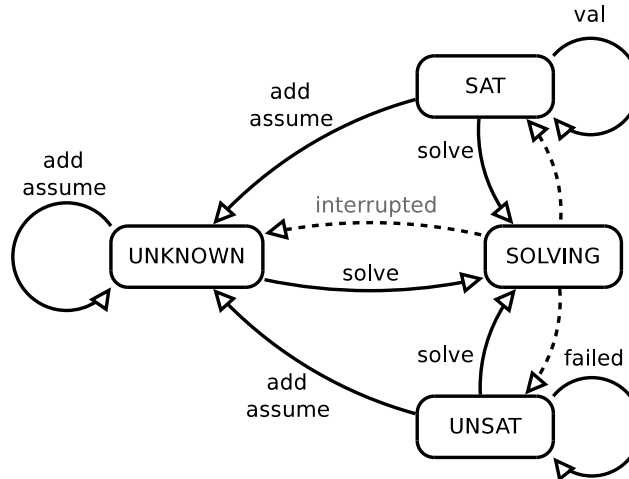 val
SAT
add
assume
solve
add
assume
interrupted
UNKNOWN
SOLVING
solve
solve
failed
add
assume
UNSAT